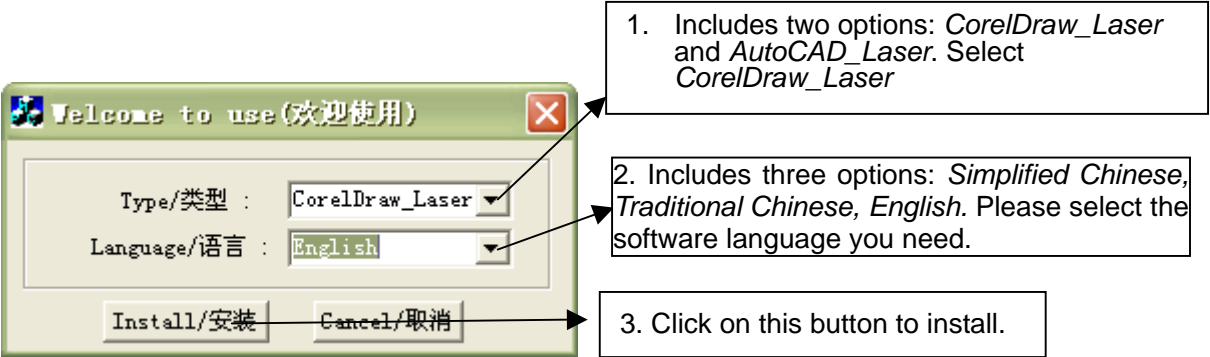 1. Includes two options: CorelDraw_Laser
and AutoCAD_Laser. Select
CorelDraw_Laser
Welcome to use(欢迎使用)
Type/类型 : CorelDraw_Laser
2. Includes three options: Simplified Chinese,
Traditional Chinese, English. Please select the
software language you need.
Language/语言 : English
Install/安装 Cancel/取消
3. Click on this button to install.